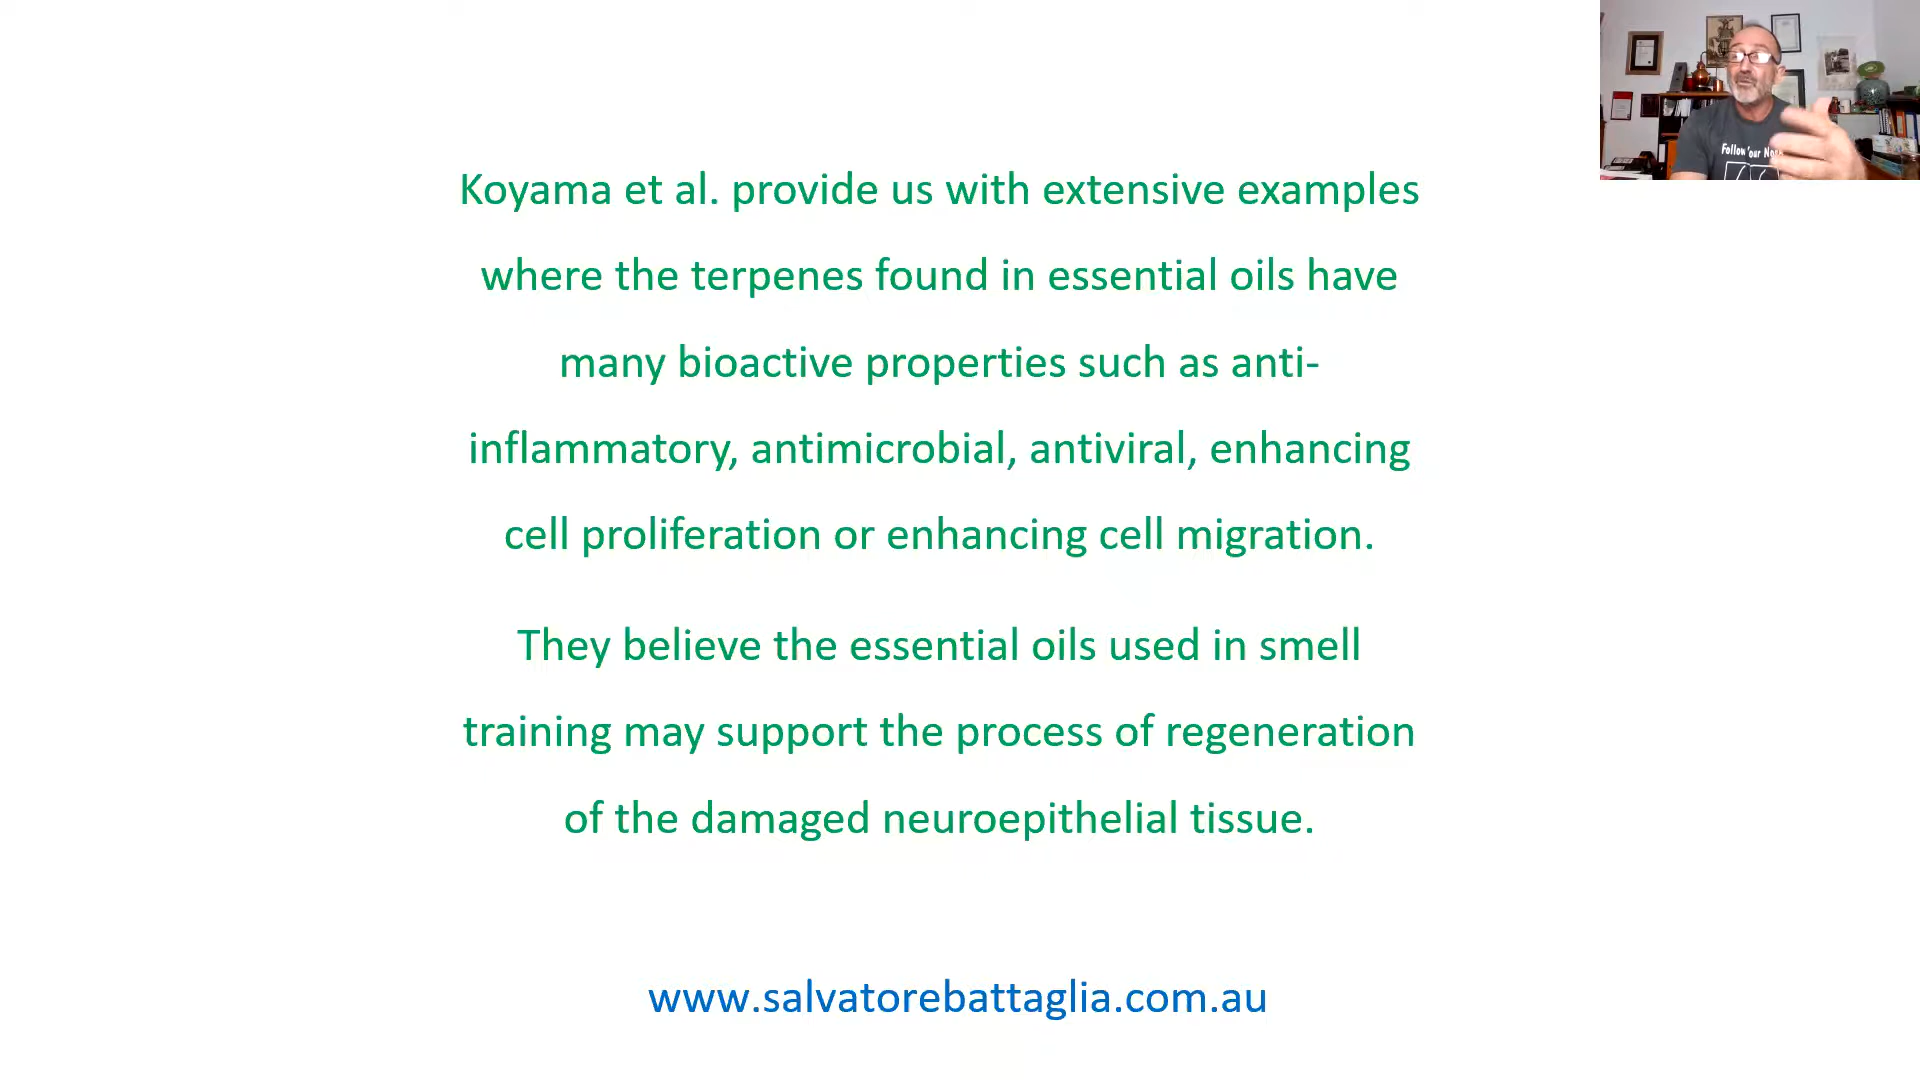 Koyama et al. provide us with extensive examples
where the terpenes found in essential oils have
many bioactive properties such as anti-
inflammatory, antimicrobial, antiviral, enhancing
cell proliferation or enhancing cell migration.
They believe the essential oils used in smell
training may support the process of regeneration
of the damaged neuroepithelial tissue.
www.salvatorebattaglia.com.au
Follow